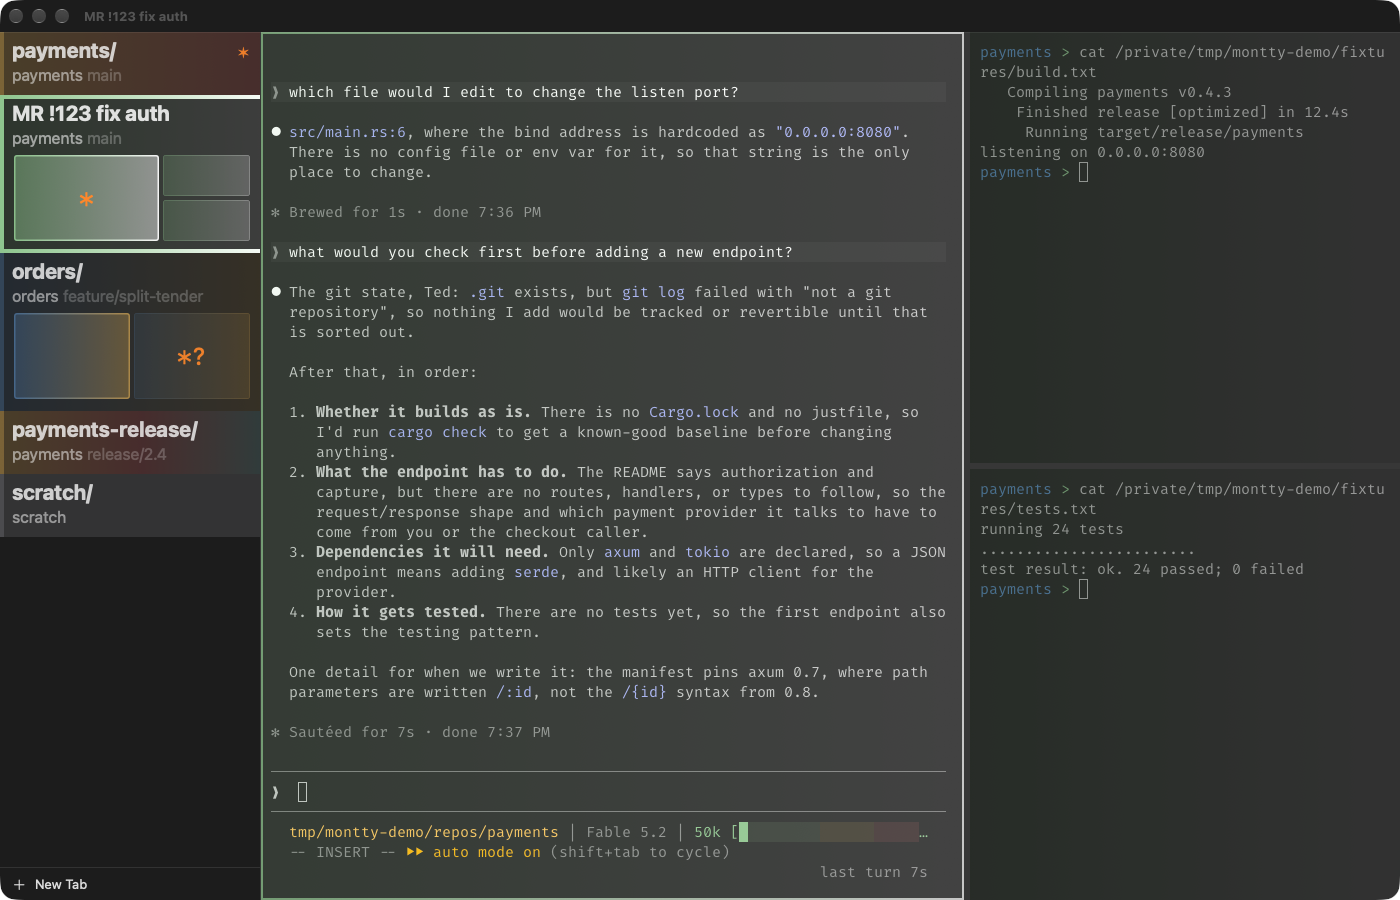 MR !123 fix auth
payments/ *
payments main
MR !123 fix auth
payments main
*
orders/
orders feature/split-tender
*?
payments-release/
payments release/2.4
scratch/
scratch
+ New Tab
❯ which file would I edit to change the listen port?
● src/main.rs:6, where the bind address is hardcoded as "0.0.0.0:8080".
There is no config file or env var for it, so that string is the only
place to change.
✻ Brewed for 1s · done 7:36 PM
❯ what would you check first before adding a new endpoint?
● The git state, Ted: .git exists, but git log failed with "not a git
repository", so nothing I add would be tracked or revertible until that
is sorted out.
After that, in order:
1. Whether it builds as is. There is no Cargo.lock and no justfile, so
I'd run cargo check to get a known-good baseline before changing
anything.
2. What the endpoint has to do. The README says authorization and
capture, but there are no routes, handlers, or types to follow, so the
request/response shape and which payment provider it talks to have to
come from you or the checkout caller.
3. Dependencies it will need. Only axum and tokio are declared, so a JSON
endpoint means adding serde, and likely an HTTP client for the
provider.
4. How it gets tested. There are no tests yet, so the first endpoint also
sets the testing pattern.
One detail for when we write it: the manifest pins axum 0.7, where path
parameters are written /:id, not the /{id} syntax from 0.8.
✻ Sautéed for 7s · done 7:37 PM
❯
tmp/montty-demo/repos/payments | Fable 5.2 | 50k [ …
-- INSERT -- ⏵⏵ auto mode on (shift+tab to cycle)
last turn 7s
payments > cat /private/tmp/montty-demo/fixtu
res/build.txt
Compiling payments v0.4.3
Finished release [optimized] in 12.4s
Running target/release/payments
listening on 0.0.0.0:8080
payments >
payments > cat /private/tmp/montty-demo/fixtu
res/tests.txt
running 24 tests
........................
test result: ok. 24 passed; 0 failed
payments >